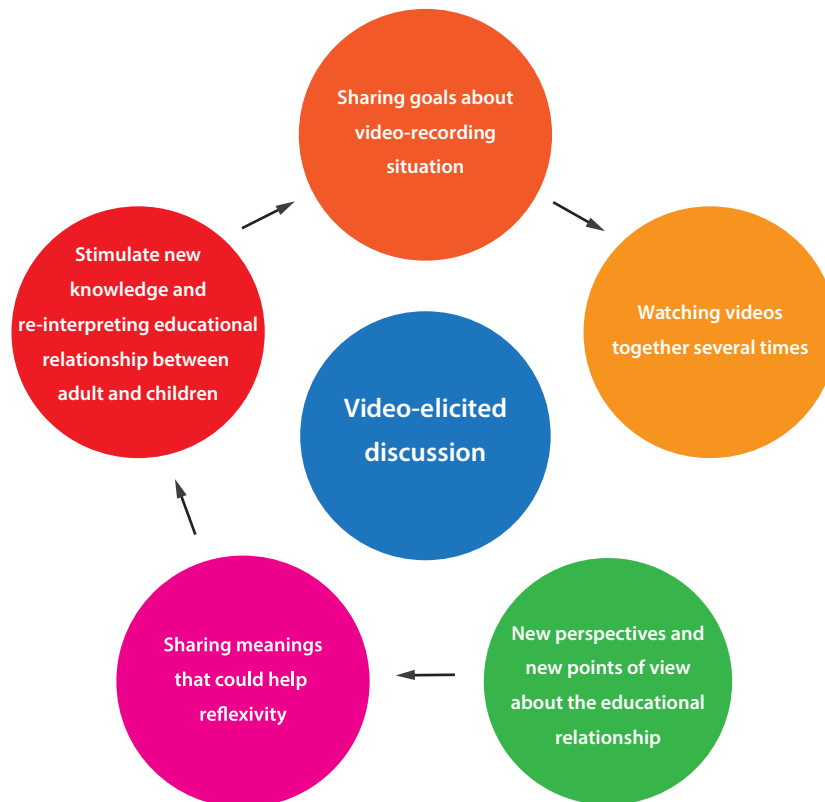 Sharing goals about
video-recording
situation
Watching videos
together several times
New perspectives and
new points of view
about the educational
relationship
Sharing meanings
that could help
reflexivity
Stimulate new
knowledge and
re-interpreting educational
relationship between
adult and children
Video-elicited
discussion